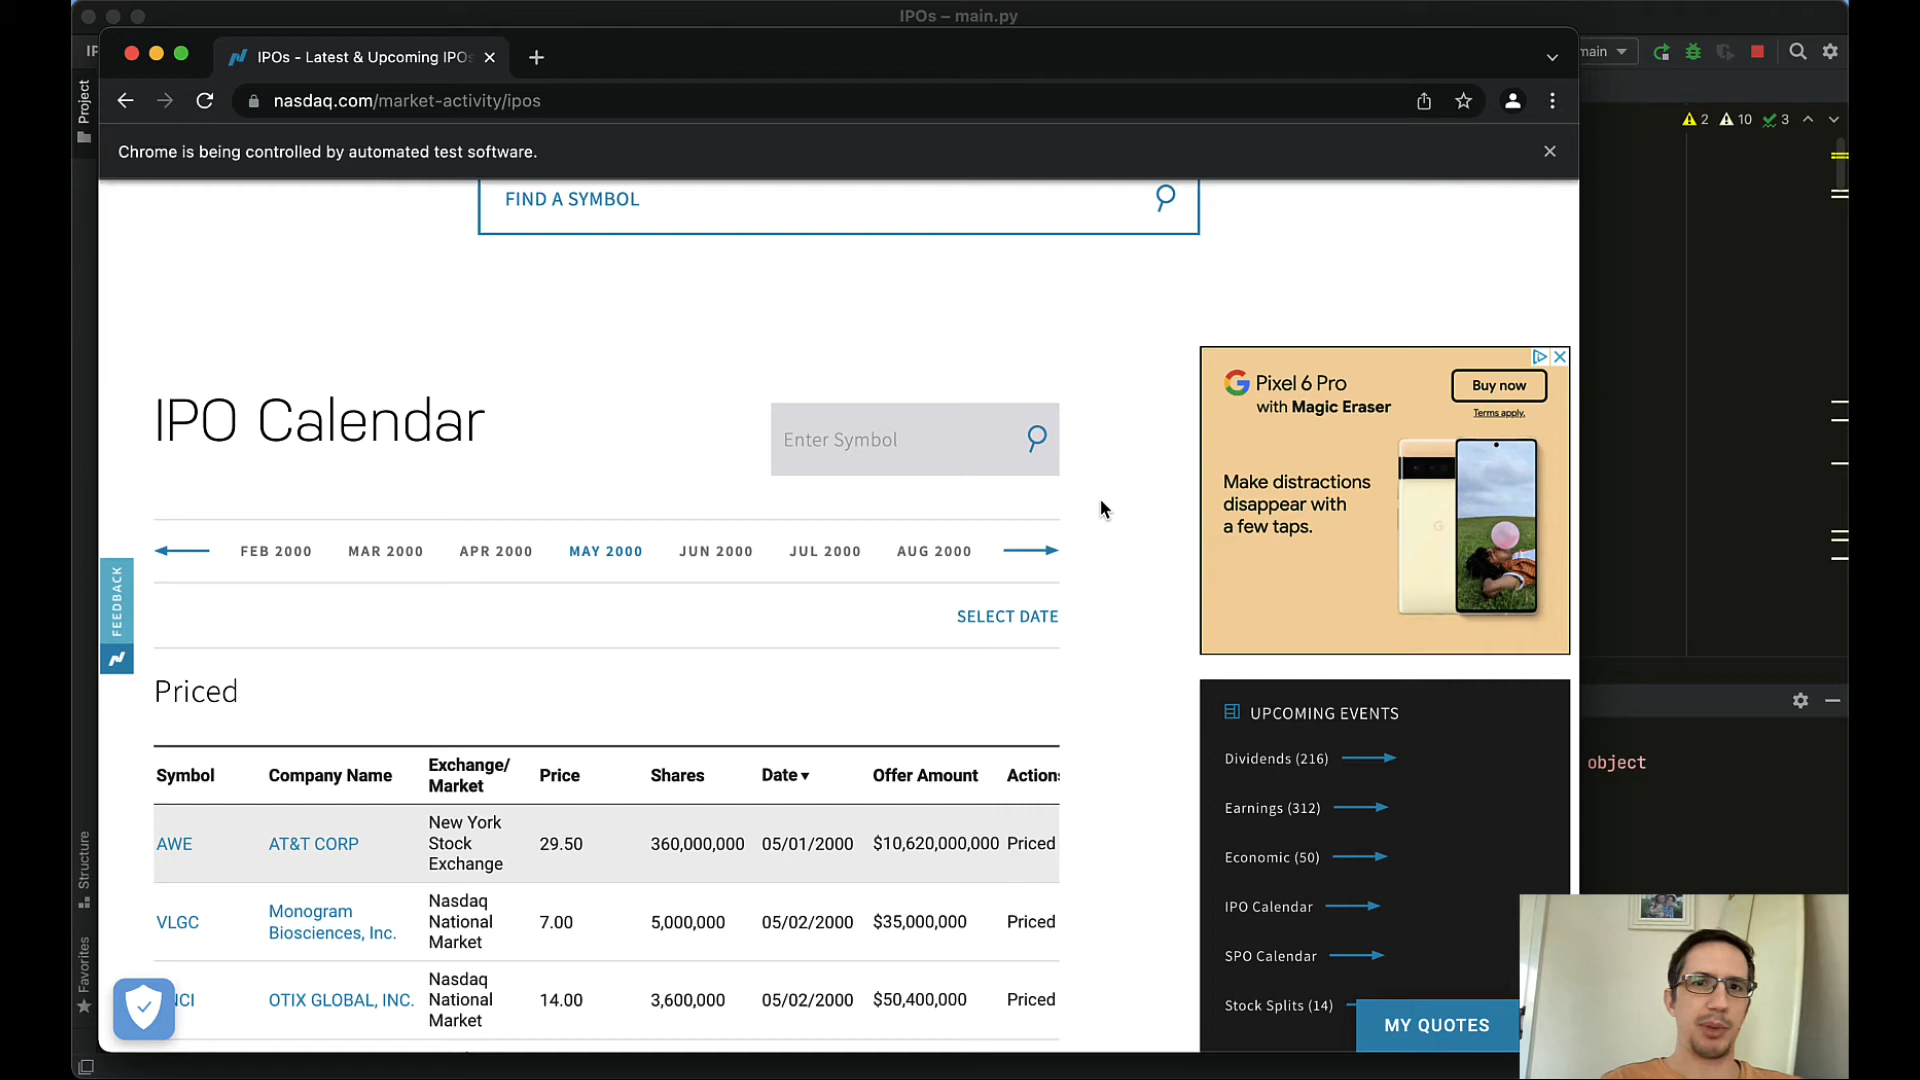 IPOs – main.py
IPOs - Latest & Upcoming IPOs
main
nasdaq.com/market-activity/ipos
Project
2 10 3
Chrome is being controlled by automated test software.
FIND A SYMBOL
IPO Calendar
Enter Symbol
FEB 2000 MAR 2000 APR 2000 MAY 2000 JUN 2000 JUL 2000 AUG 2000
SELECT DATE
FEEDBACK
Priced
Symbol Company Name Exchange/ Market Price Shares Date Offer Amount Actions
AWE AT&T CORP New York Stock Exchange 29.50 360,000,000 05/01/2000 $10,620,000,000 Priced
VLGC Monogram Biosciences, Inc. Nasdaq National Market 7.00 5,000,000 05/02/2000 $35,000,000 Priced
NCI OTIX GLOBAL, INC. Nasdaq National Market 14.00 3,600,000 05/02/2000 $50,400,000 Priced
Pixel 6 Pro
with Magic Eraser
Buy now
Terms apply.
Make distractions
disappear with
a few taps.
UPCOMING EVENTS
Dividends (216)
Earnings (312)
Economic (50)
IPO Calendar
SPO Calendar
Stock Splits (14)
MY QUOTES
object
Structure
Favorites